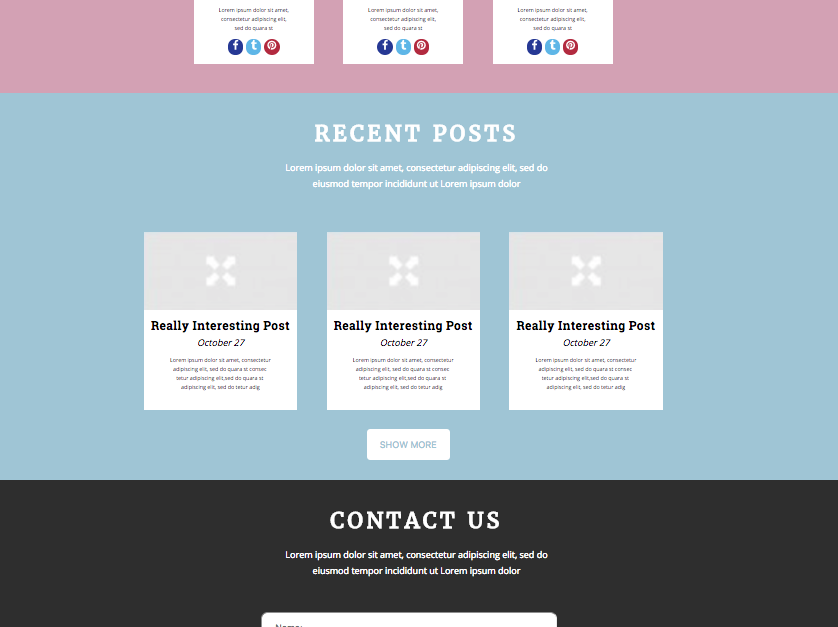 Lorem ipsum dolor sit amet,
consectetur adipiscing elit,
sed do quara st
Lorem ipsum dolor sit amet,
consectetur adipiscing elit,
sed do quara st
Lorem ipsum dolor sit amet,
consectetur adipiscing elit,
sed do quara st
RECENT POSTS
Lorem ipsum dolor sit amet, consectetur adipiscing elit, sed do
eiusmod tempor incididunt ut Lorem ipsum dolor
Really Interesting Post
October 27
Lorem ipsum dolor sit amet, consectetur
adipiscing elit, sed do quara st consec
tetur adipiscing elit,sed do quara st
adipiscing elit, sed do tetur adig
Really Interesting Post
October 27
Lorem ipsum dolor sit amet, consectetur
adipiscing elit, sed do quara st consec
tetur adipiscing elit,sed do quara st
adipiscing elit, sed do tetur adig
Really Interesting Post
October 27
Lorem ipsum dolor sit amet, consectetur
adipiscing elit, sed do quara st consec
tetur adipiscing elit,sed do quara st
adipiscing elit, sed do tetur adig
SHOW MORE
CONTACT US
Lorem ipsum dolor sit amet, consectetur adipiscing elit, sed do
eiusmod tempor incididunt ut Lorem ipsum dolor
Name: